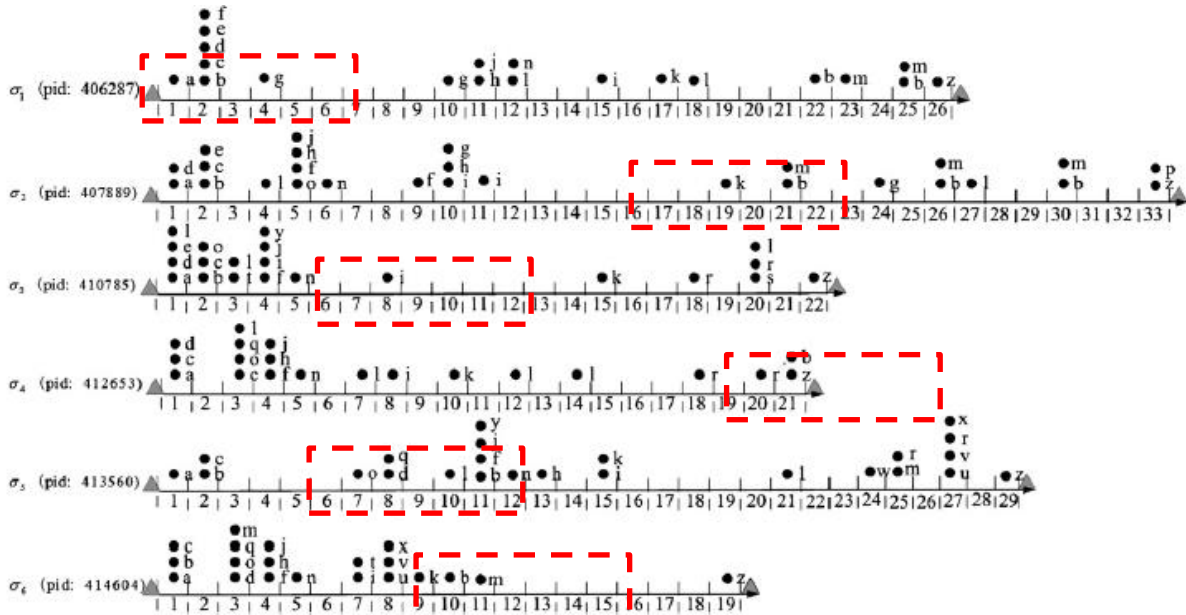 f
e
d
c j n m
σ₁ (pid: 406287) a b g g h l i k l b m b z
1 2 3 4 5 6 7 8 9 10 11 12 13 14 15 16 17 18 19 20 21 22 23 24 25 26
j
e h g
d c f h m m m p
σ₂ (pid: 407889) a b l o n f i i k b g b l b z
1 2 3 4 5 6 7 8 9 10 11 12 13 14 15 16 17 18 19 20 21 22 23 25 26 27 28 29 30 32 33
l y
e o j l
d c l i r
σ₃ (pid: 410785) a b t f n i k r s z
1 2 3 4 5 6 7 8 9 10 11 12 13 14 15 16 17 18 19 20 21 22
l
d q j
c o h b
σ₄ (pid: 412653) a c f n l i k l l r r z
1 2 3 4 5 6 7 8 9 10 11 12 13 14 15 16 17 18 19 20 21
y x
j r
c q f k r v
σ₅ (pid: 413560) a b o d l b n h i l w m u z
1 2 3 4 5 6 7 8 9 10 11 12 13 14 15 16 17 18 19 20 21 22 24 25 26 27 28 29
m
c q j x
b o h t v
σ₆ (pid: 414604) a d f n i u k b m z
1 2 3 4 5 6 7 8 9 10 11 12 13 14 15 16 17 18 19